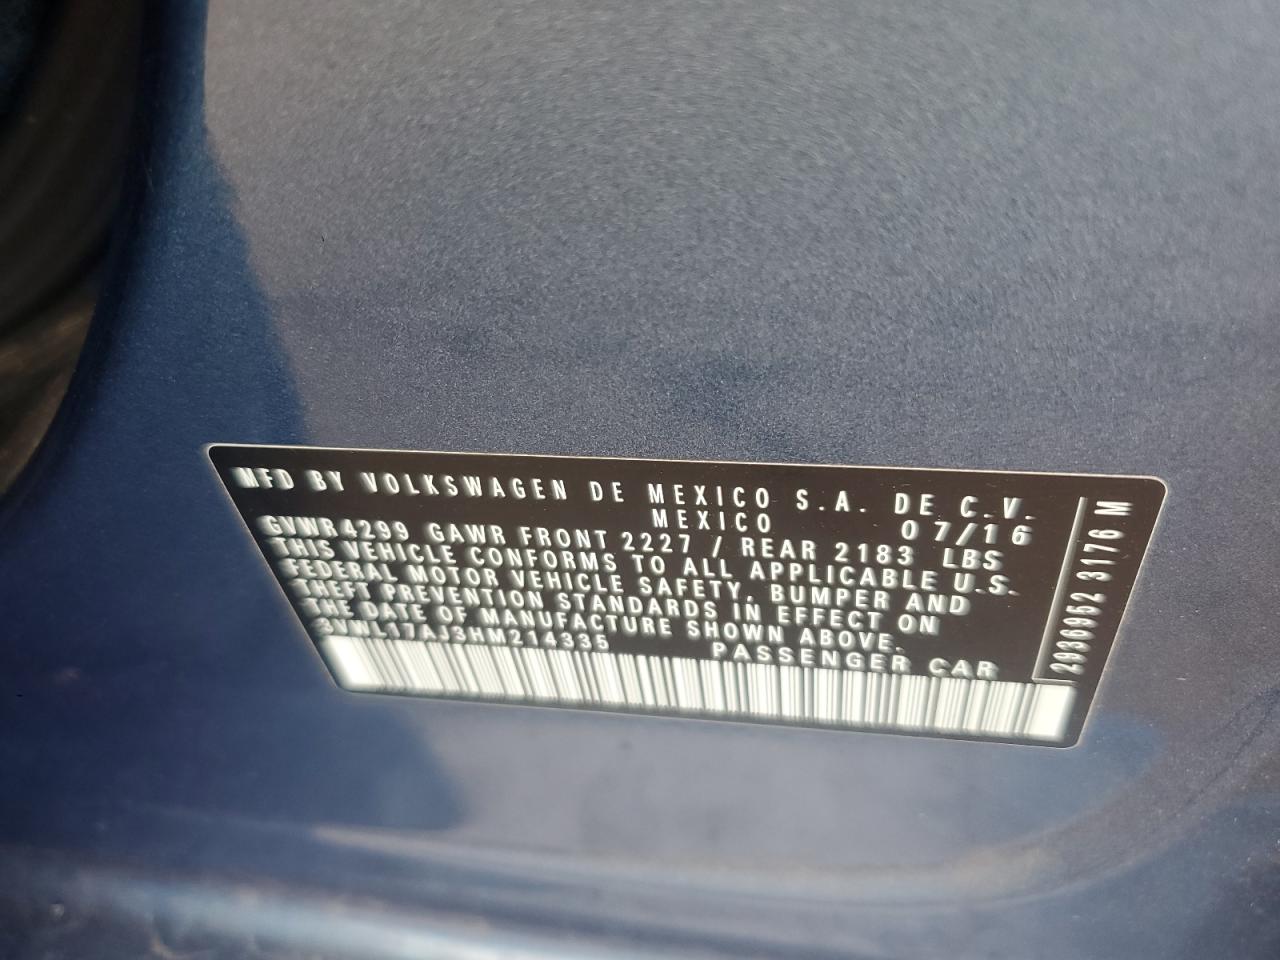 MFD BY VOLKSWAGEN DE MEXICO S.A. DE C.V.
MEXICO 07/16
GVWR4299 GAWR FRONT 2227 / REAR 2183 LBS
THIS VEHICLE CONFORMS TO ALL APPLICABLE U.S.
FEDERAL MOTOR VEHICLE SAFETY, BUMPER AND
THEFT PREVENTION STANDARDS IN EFFECT ON
THE DATE OF MANUFACTURE SHOWN ABOVE.
3VWL17AJ3HM214335 PASSENGER CAR
2936952 3176 M